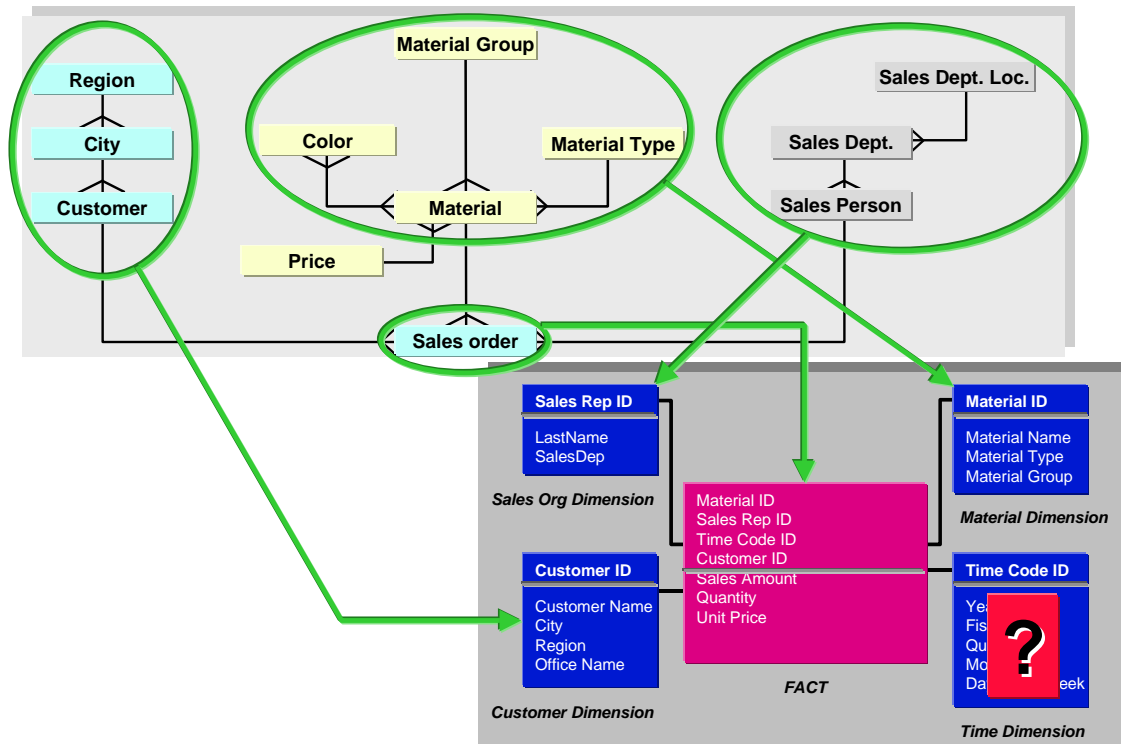 Material Group
Region
Sales Dept. Loc.
Color
Material Type
City
Sales Dept.
Customer
Material
Sales Person
Price
Sales order
Sales Rep ID
LastName
SalesDep
Sales Org Dimension
Material ID
Material Name
Material Type
Material Group
Material Dimension
Material ID
Sales Rep ID
Time Code ID
Customer ID
Sales Amount
Quantity
Unit Price
FACT
Customer ID
Customer Name
City
Region
Office Name
Customer Dimension
Time Code ID
?
Time Dimension